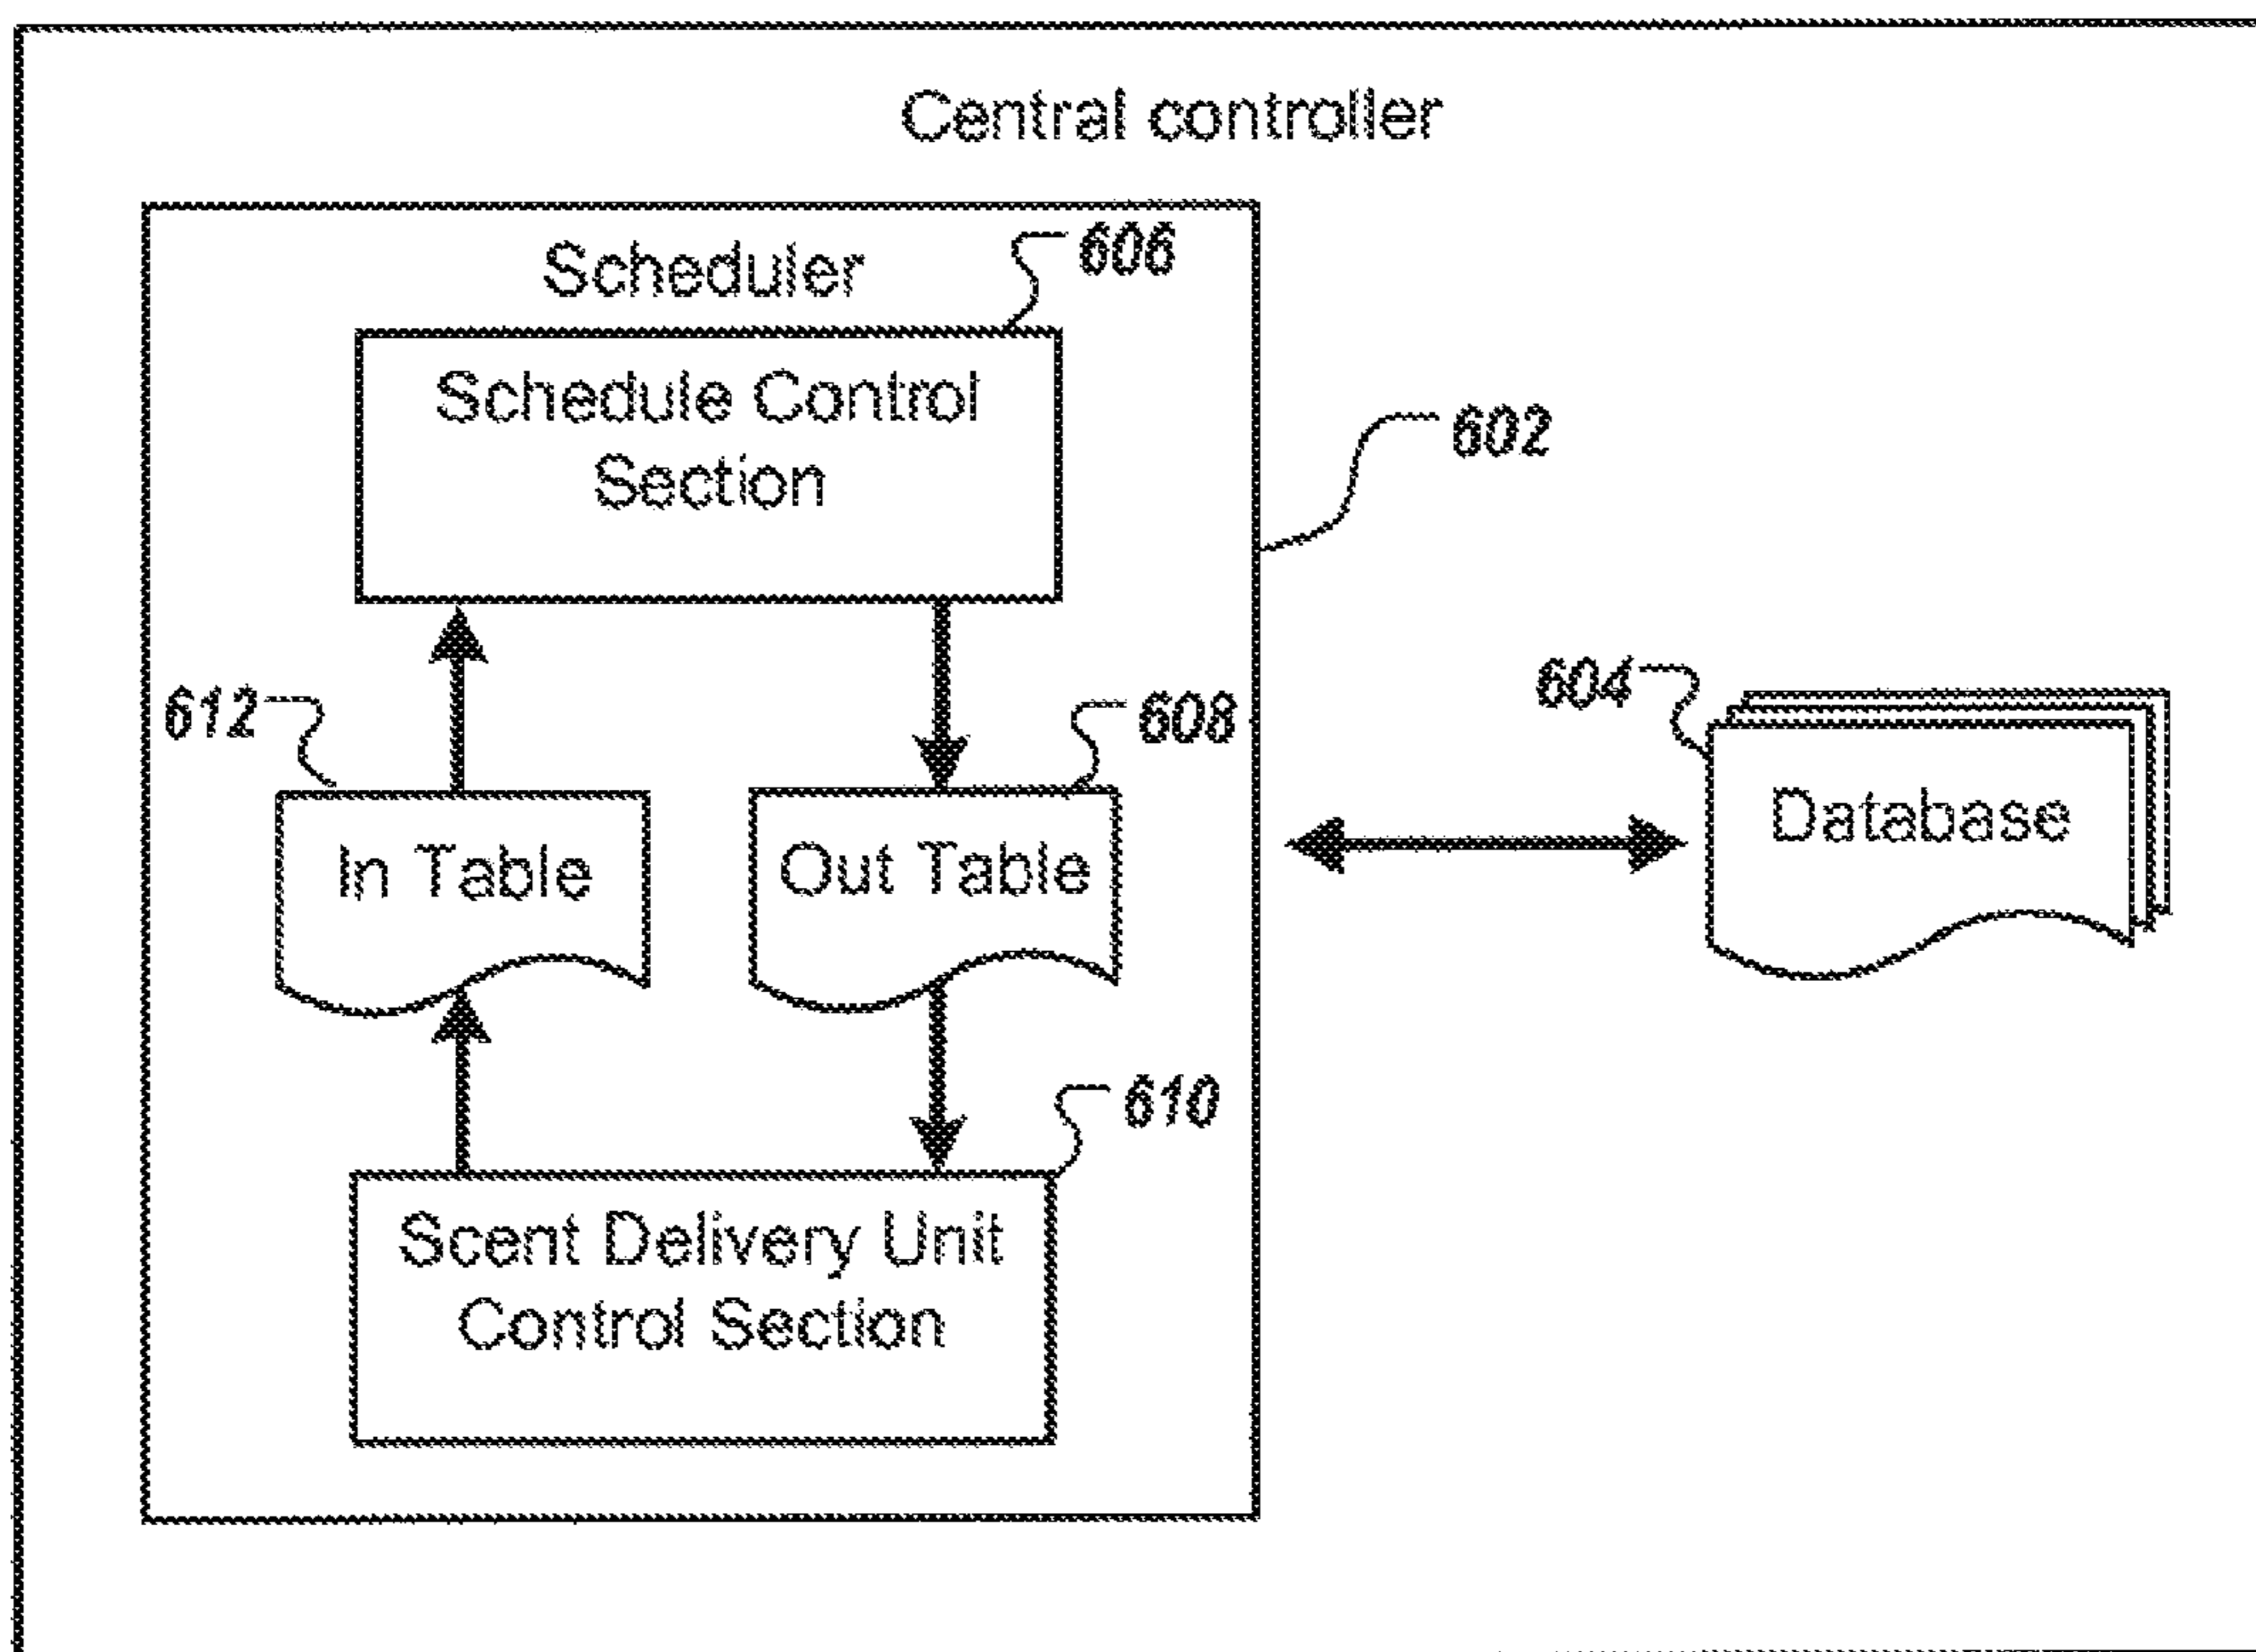 Central controller
Scheduler
606
Schedule Control
Section
602
612
608
604
In Table
Out Table
Database
610
Scent Delivery Unit
Control Section